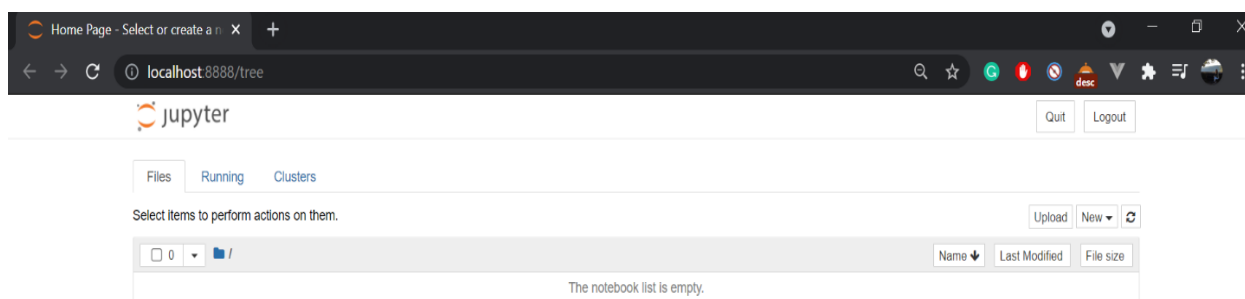 Home Page - Select or create a n
localhost:8888/tree
desc
jupyter
Quit Logout
Files Running Clusters
Select items to perform actions on them.
Upload New
0 /
Name Last Modified File size
The notebook list is empty.